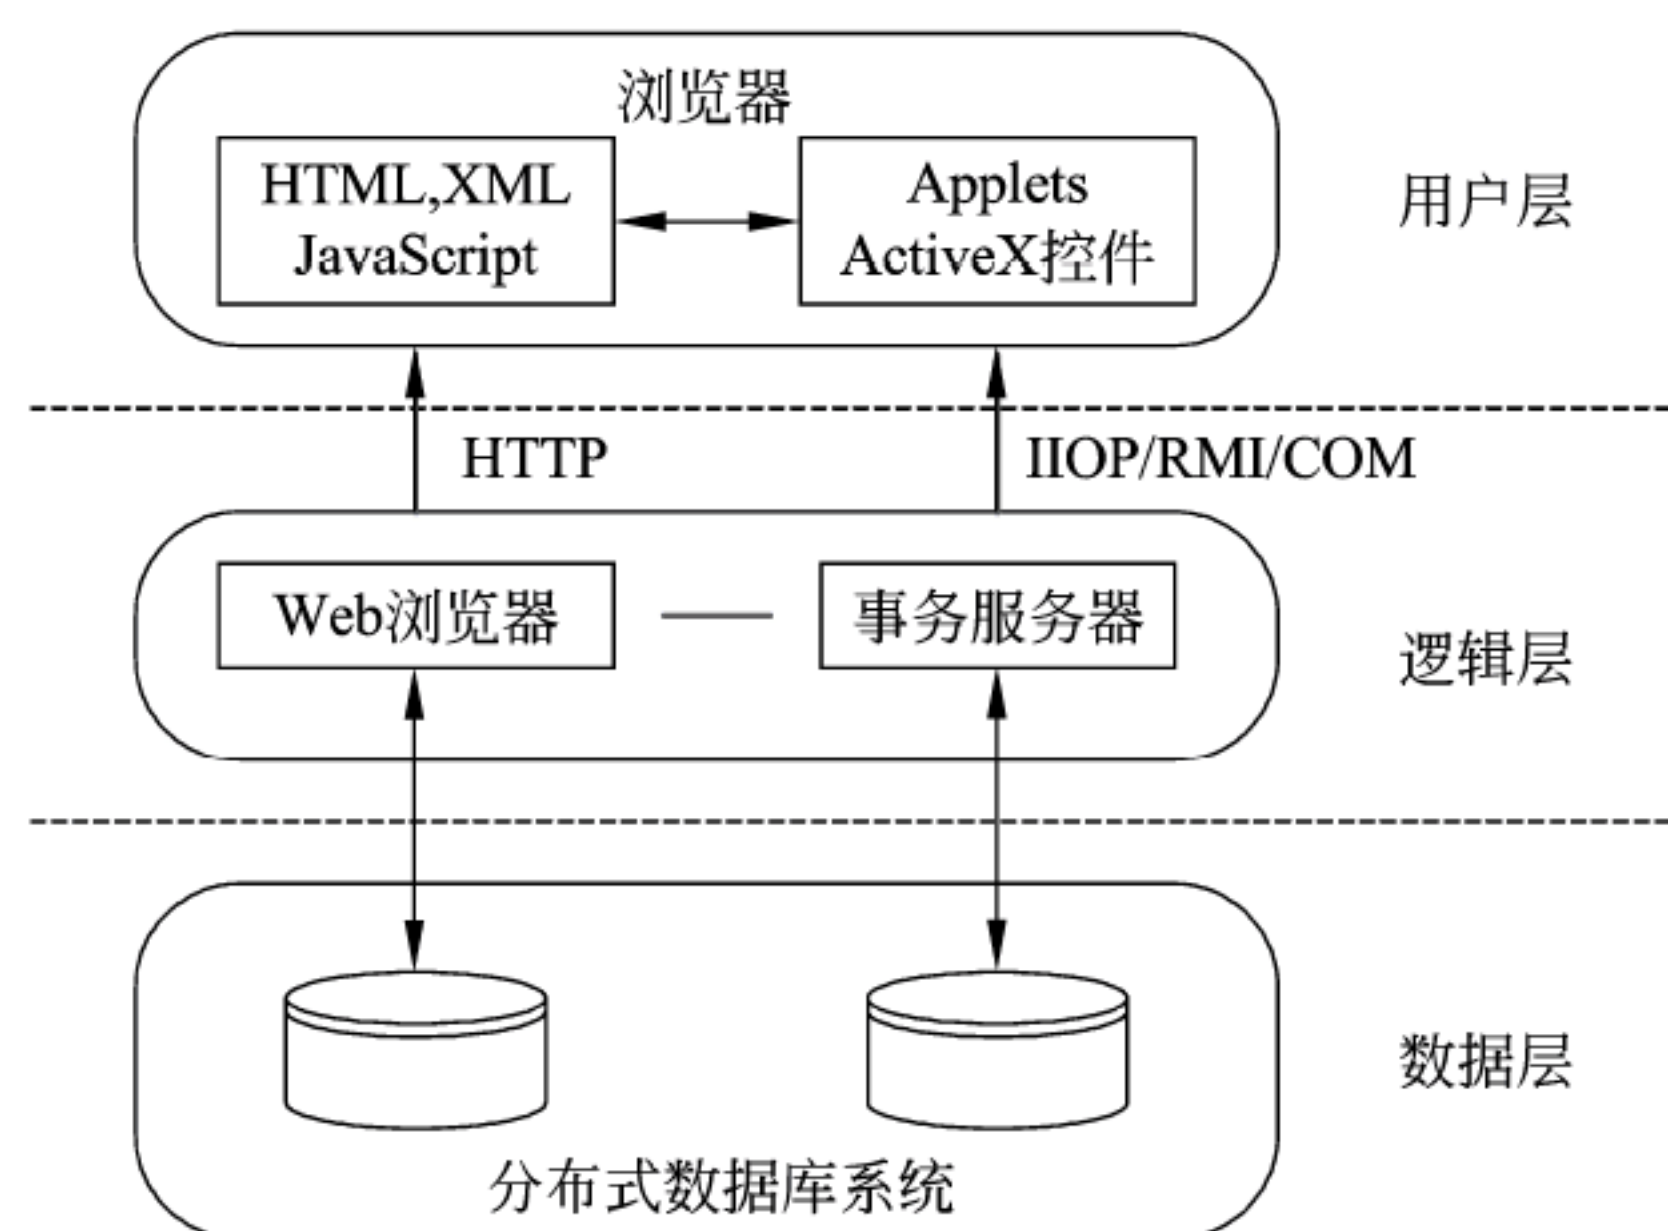 浏览器
HTML,XML
JavaScript
Applets
ActiveX控件
用户层
HTTP
IIOP/RMI/COM
Web浏览器
事务服务器
逻辑层
数据层
分布式数据库系统